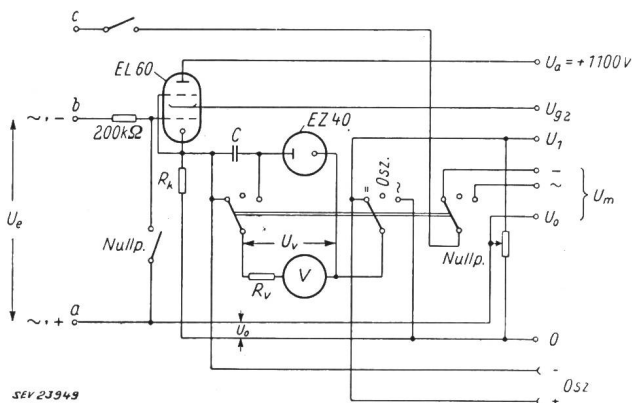 c
EL 60
Ua = +1100 V
b
~, -
200kΩ
Ug2
C
EZ 40
U1
Rk
Osz.
=
~
-
~
Um
Ue
Nullp.
Uv
Nullp.
U0
Rv
V
a
~, +
U0
0
-
Osz
+
SEV 23949